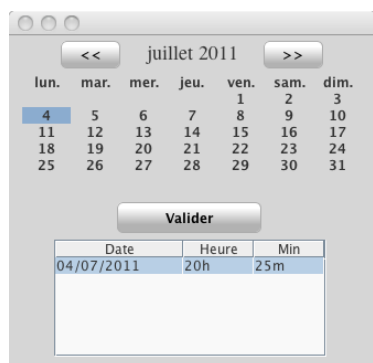 << juillet 2011 >>
lun. mar. mer. jeu. ven. sam. dim.
1 2 3
4 5 6 7 8 9 10
11 12 13 14 15 16 17
18 19 20 21 22 23 24
25 26 27 28 29 30 31
Valider
Date Heure Min
04/07/2011 20h 25m